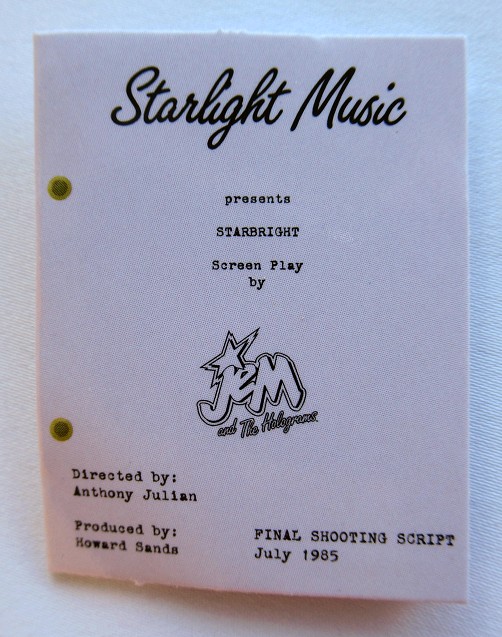 Starlight Music
presents
STARBRIGHT
Screen Play
by
Jem
and The Holograms
Directed by:
Anthony Julian
Produced by:
Howard Sands
FINAL SHOOTING SCRIPT
July 1985